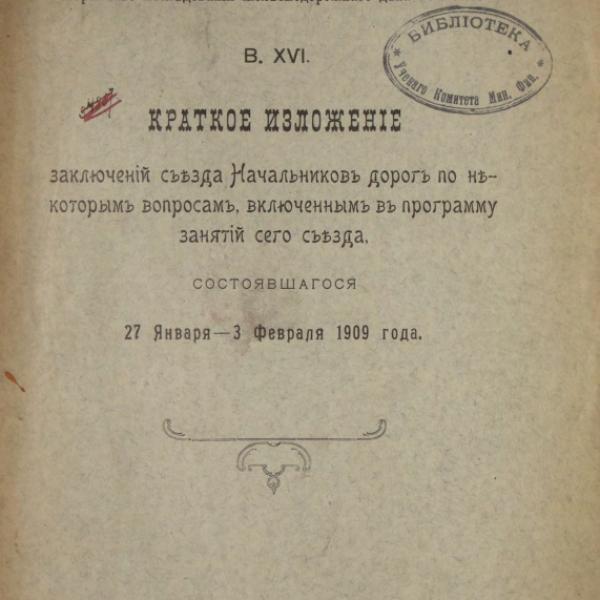 В. XVI.
БИБЛІОТЕКА
Ученаго Комитета Мин. Фин.
КРАТКОЕ ИЗЛОЖЕНІЕ
заключеній съѣзда Начальниковъ дорогъ по нѣ-
которымъ вопросамъ, включеннымъ въ программу
занятій сего съѣзда,
СОСТОЯВШАГОСЯ
27 Января—3 Февраля 1909 года.